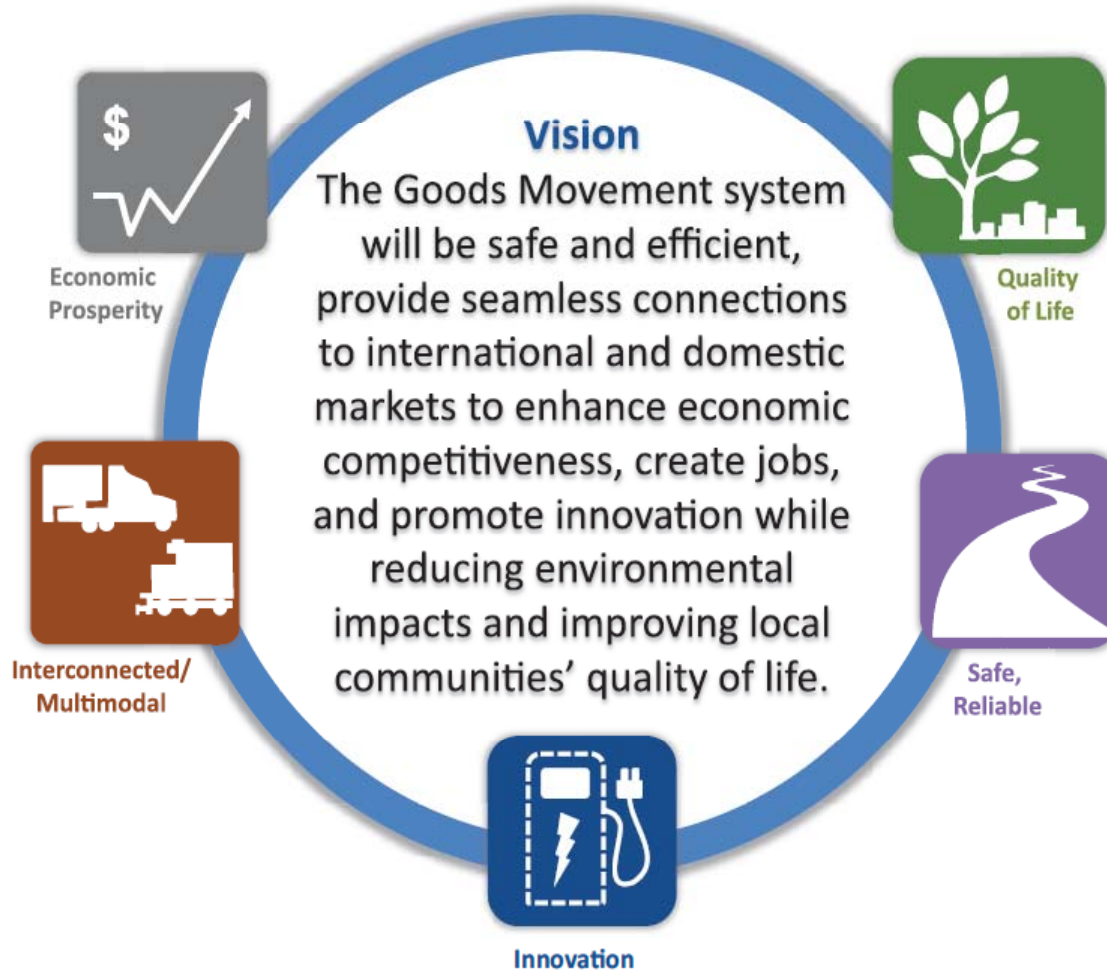 $
Economic
Prosperity
Vision
The Goods Movement system
will be safe and efficient,
provide seamless connections
to international and domestic
markets to enhance economic
competitiveness, create jobs,
and promote innovation while
reducing environmental
impacts and improving local
communities’ quality of life.
Quality
of Life
Interconnected/
Multimodal
Safe,
Reliable
Innovation